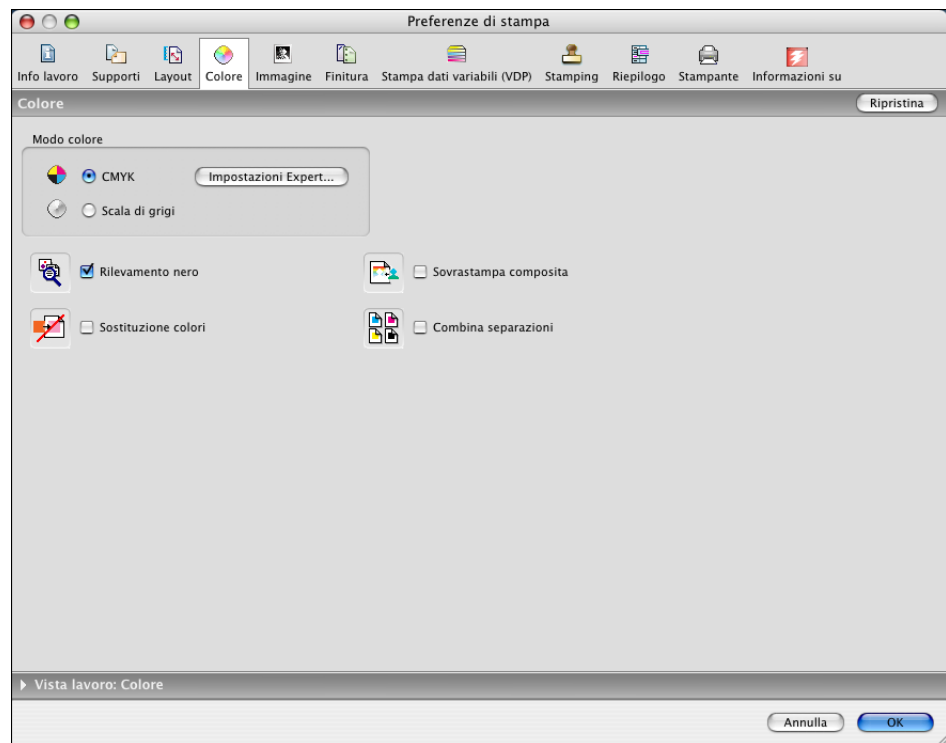 Preferenze di stampa
Info lavoro Supporti Layout Colore Immagine Finitura Stampa dati variabili (VDP) Stamping Riepilogo Stampante Informazioni su
Colore Ripristina
Modo colore
CMYK Impostazioni Expert...
Scala di grigi
Rilevamento nero Sovrastampa composita
Sostituzione colori Combina separazioni
Vista lavoro: Colore
Annulla OK